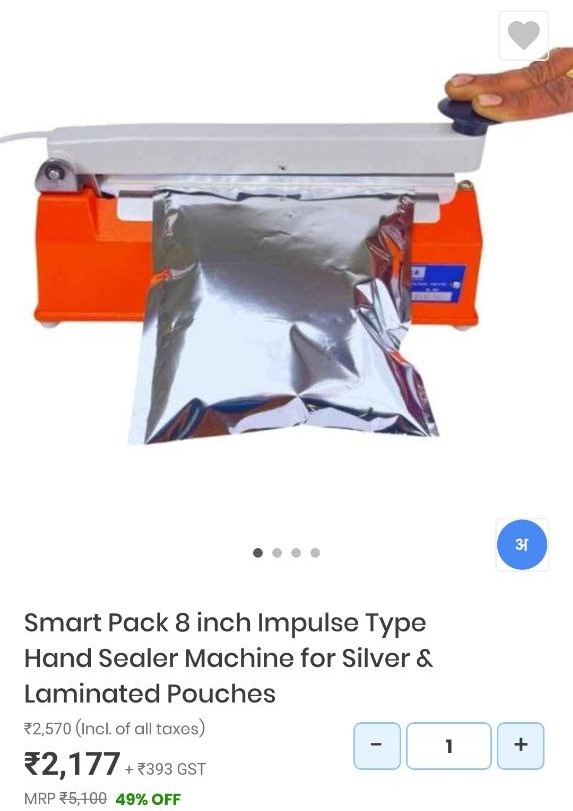 अ
Smart Pack 8 inch Impulse Type
Hand Sealer Machine for Silver &
Laminated Pouches
₹2,570 (Incl. of all taxes)
₹2,177 + ₹393 GST
- 1 +
MRP ₹5,100 49% OFF